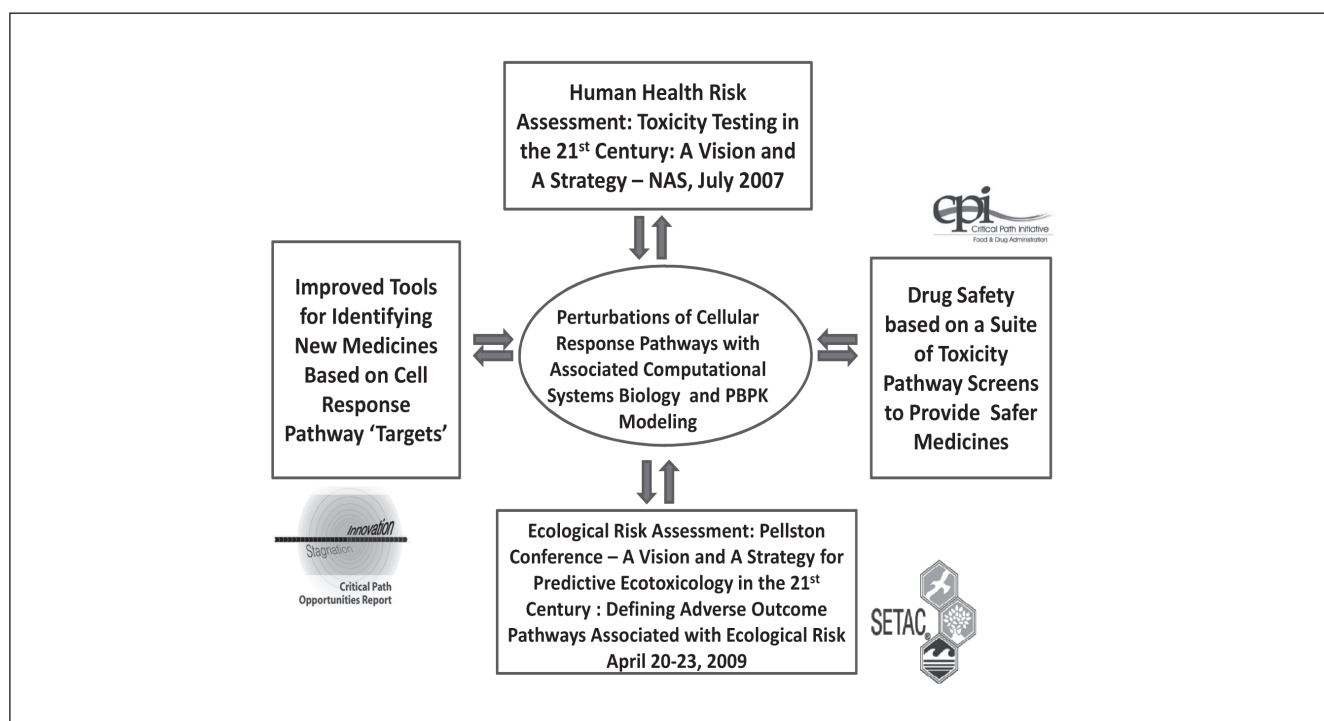 Human Health Risk
Assessment: Toxicity Testing in
the 21st Century: A Vision and
A Strategy – NAS, July 2007
cpi
Critical Path Initiative
Food & Drug Administration
Improved Tools
for Identifying
New Medicines
Based on Cell
Response
Pathway ‘Targets’
Perturbations of Cellular
Response Pathways with
Associated Computational
Systems Biology and PBPK
Modeling
Drug Safety
based on a Suite
of Toxicity
Pathway Screens
to Provide Safer
Medicines
Innovation
Stagnation
Critical Path
Opportunities Report
Ecological Risk Assessment: Pellston
Conference – A Vision and A Strategy for
Predictive Ecotoxicology in the 21st
Century : Defining Adverse Outcome
Pathways Associated with Ecological Risk
April 20-23, 2009
SETAC®